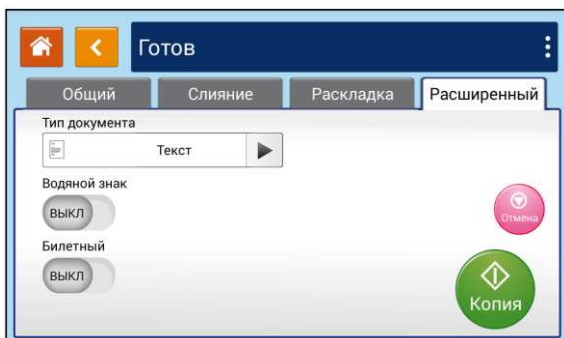 Готов
Общий Слияние Раскладка Расширенный
Тип документа
Текст
Водяной знак
ВЫКЛ
Отмена
Билетный
ВЫКЛ
Копия